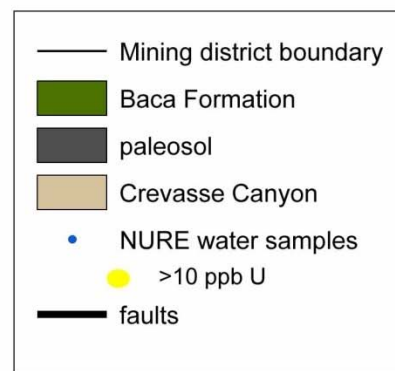 Mining district boundary
Baca Formation
paleosol
Crevasse Canyon
NURE water samples
>10 ppb U
faults